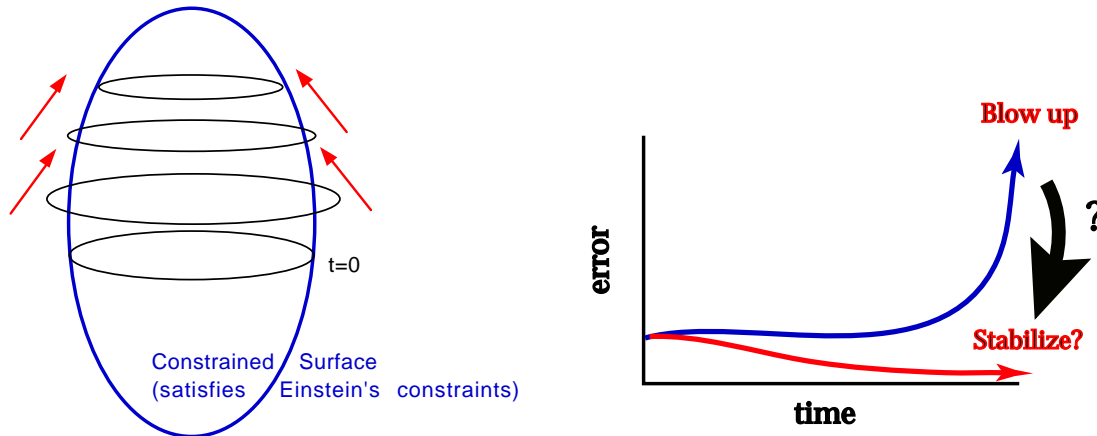 t=0
Constrained Surface
(satisfies Einstein's constraints)
Blow up
?
error
Stabilize?
time